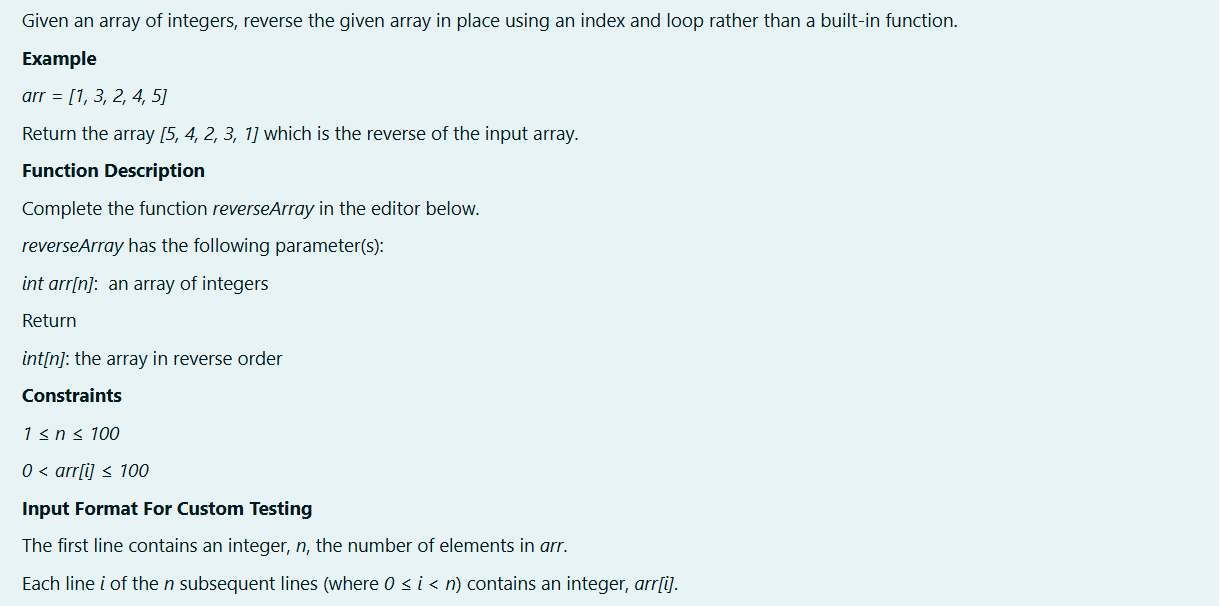 Given an array of integers, reverse the given array in place using an index and loop rather than a built-in function.
Example
arr = [1, 3, 2, 4, 5]
Return the array [5, 4, 2, 3, 1] which is the reverse of the input array.
Function Description
Complete the function reverseArray in the editor below.
reverseArray has the following parameter(s):
int arr[n]: an array of integers
Return
int[n]: the array in reverse order
Constraints
1 ≤ n ≤ 100
0 < arr[i] ≤ 100
Input Format For Custom Testing
The first line contains an integer, n, the number of elements in arr.
Each line i of the n subsequent lines (where 0 ≤ i < n) contains an integer, arr[i].